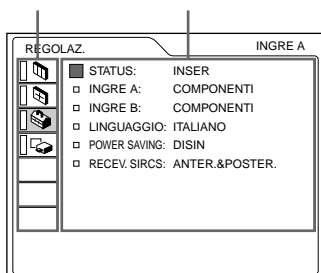 REGOLAZ. INGRE A
STATUS: INSER
INGRE A: COMPONENTI
INGRE B: COMPONENTI
LINGUAGGIO: ITALIANO
POWER SAVING: DISIN
RECEV. SIRCS: ANTER.&POSTER.